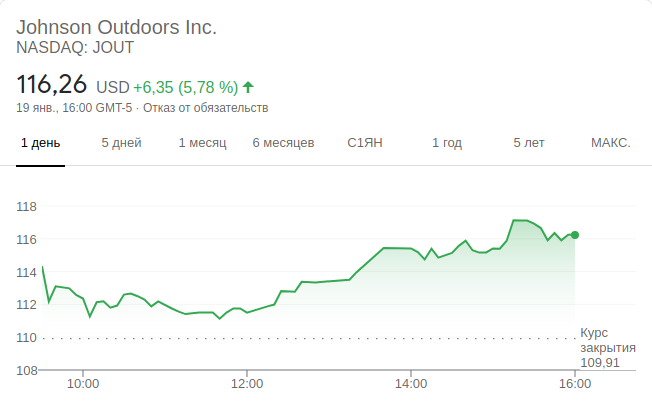 Johnson Outdoors Inc.
NASDAQ: JOUT
116,26 USD +6,35 (5,78 %)
19 янв., 16:00 GMT-5 · Отказ от обязательств
1 день 5 дней 1 месяц 6 месяцев С1ЯН 1 год 5 лет МАКС.
118
116
114
112
110
108
Курс
закрытия
109,91
10:00 12:00 14:00 16:00